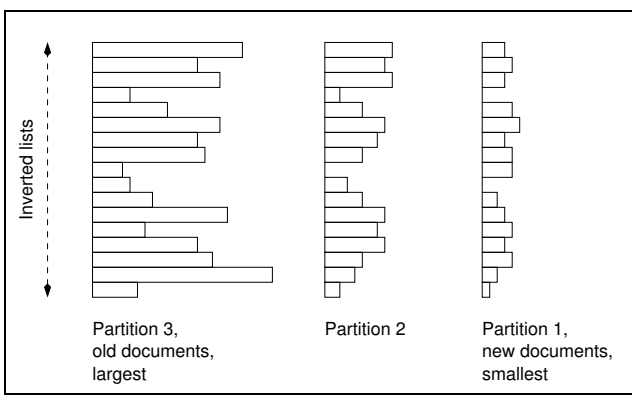 Inverted lists
Partition 3,
old documents,
largest
Partition 2
Partition 1,
new documents,
smallest